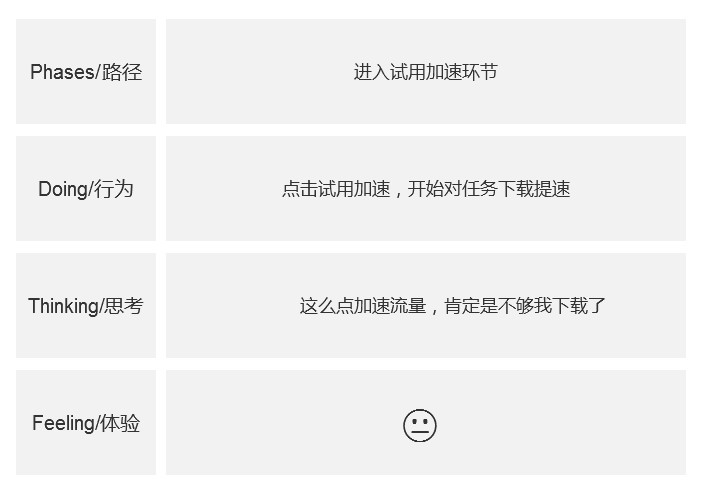 Phases/路径
进入试用加速环节
Doing/行为
点击试用加速，开始对任务下载提速
Thinking/思考
这么点加速流量，肯定是不够我下载了
Feeling/体验